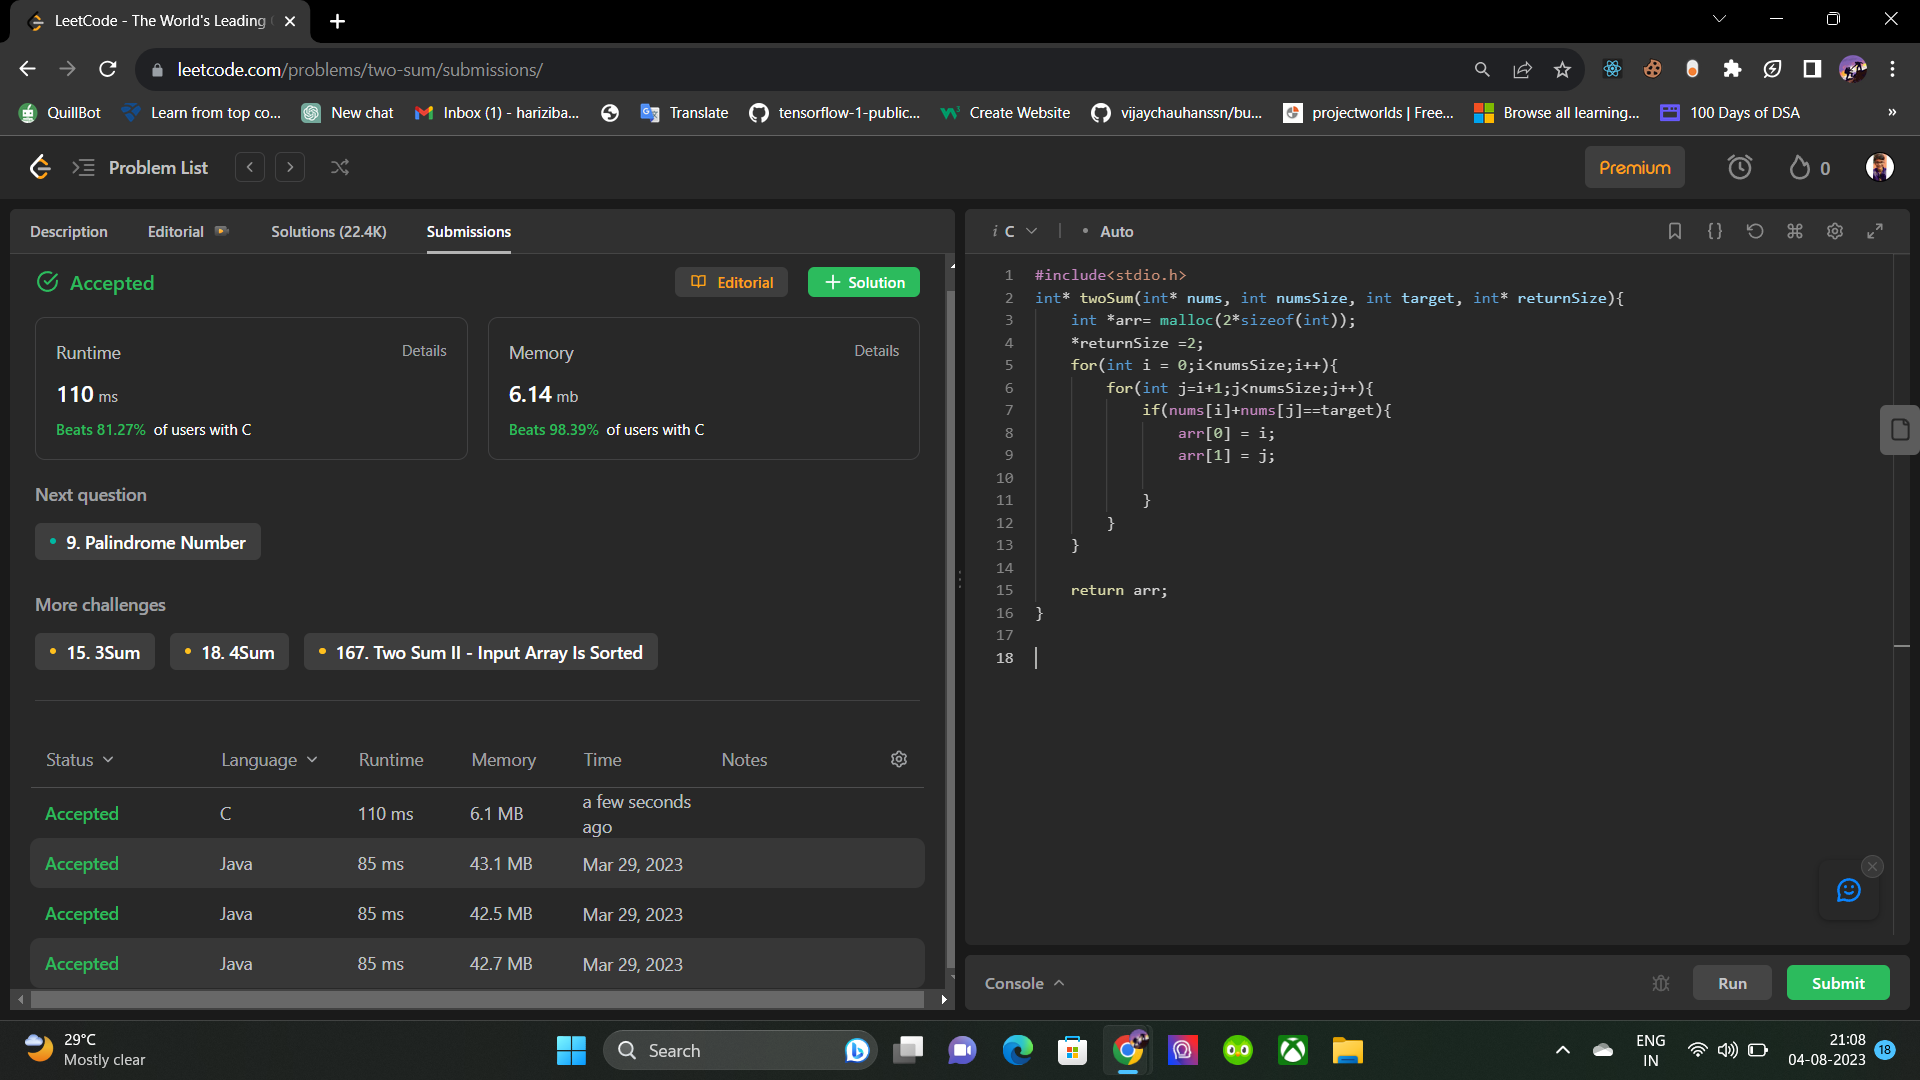 LeetCode - The World's Leading
leetcode.com/problems/two-sum/submissions/
QuillBot Learn from top co... New chat Inbox (1) - hariziba... Translate tensorflow-1-public... Create Website vijaychauhanssn/bu... projectworlds | Free... Browse all learning... 100 Days of DSA »
Problem List
Premium 0
Description Editorial Solutions (22.4K) Submissions
Accepted Editorial + Solution
Runtime Details
110 ms
Beats 81.27% of users with C
Memory Details
6.14 mb
Beats 98.39% of users with C
Next question
• 9. Palindrome Number
More challenges
• 15. 3Sum • 18. 4Sum • 167. Two Sum II - Input Array Is Sorted
Status Language Runtime Memory Time Notes
Accepted C 110 ms 6.1 MB a few seconds
ago
Accepted Java 85 ms 43.1 MB Mar 29, 2023
Accepted Java 85 ms 42.5 MB Mar 29, 2023
Accepted Java 85 ms 42.7 MB Mar 29, 2023
i C • Auto
1 #include<stdio.h>
2 int* twoSum(int* nums, int numsSize, int target, int* returnSize){
3 int *arr= malloc(2*sizeof(int));
4 *returnSize =2;
5 for(int i = 0;i<numsSize;i++){
6 for(int j=i+1;j<numsSize;j++){
7 if(nums[i]+nums[j]==target){
8 arr[0] = i;
9 arr[1] = j;
10
11 }
12 }
13 }
14
15 return arr;
16 }
17
18
Console Run Submit
29°C
Mostly clear
Search
ENG
IN
21:08
04-08-2023 18